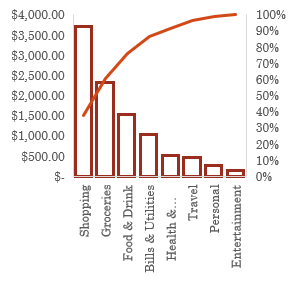 $4,000.00
$3,500.00
$3,000.00
$2,500.00
$2,000.00
$1,500.00
$1,000.00
$500.00
$-
100%
90%
80%
70%
60%
50%
40%
30%
20%
10%
0%
Shopping
Groceries
Food & Drink
Bills & Utilities
Health &...
Travel
Personal
Entertainment